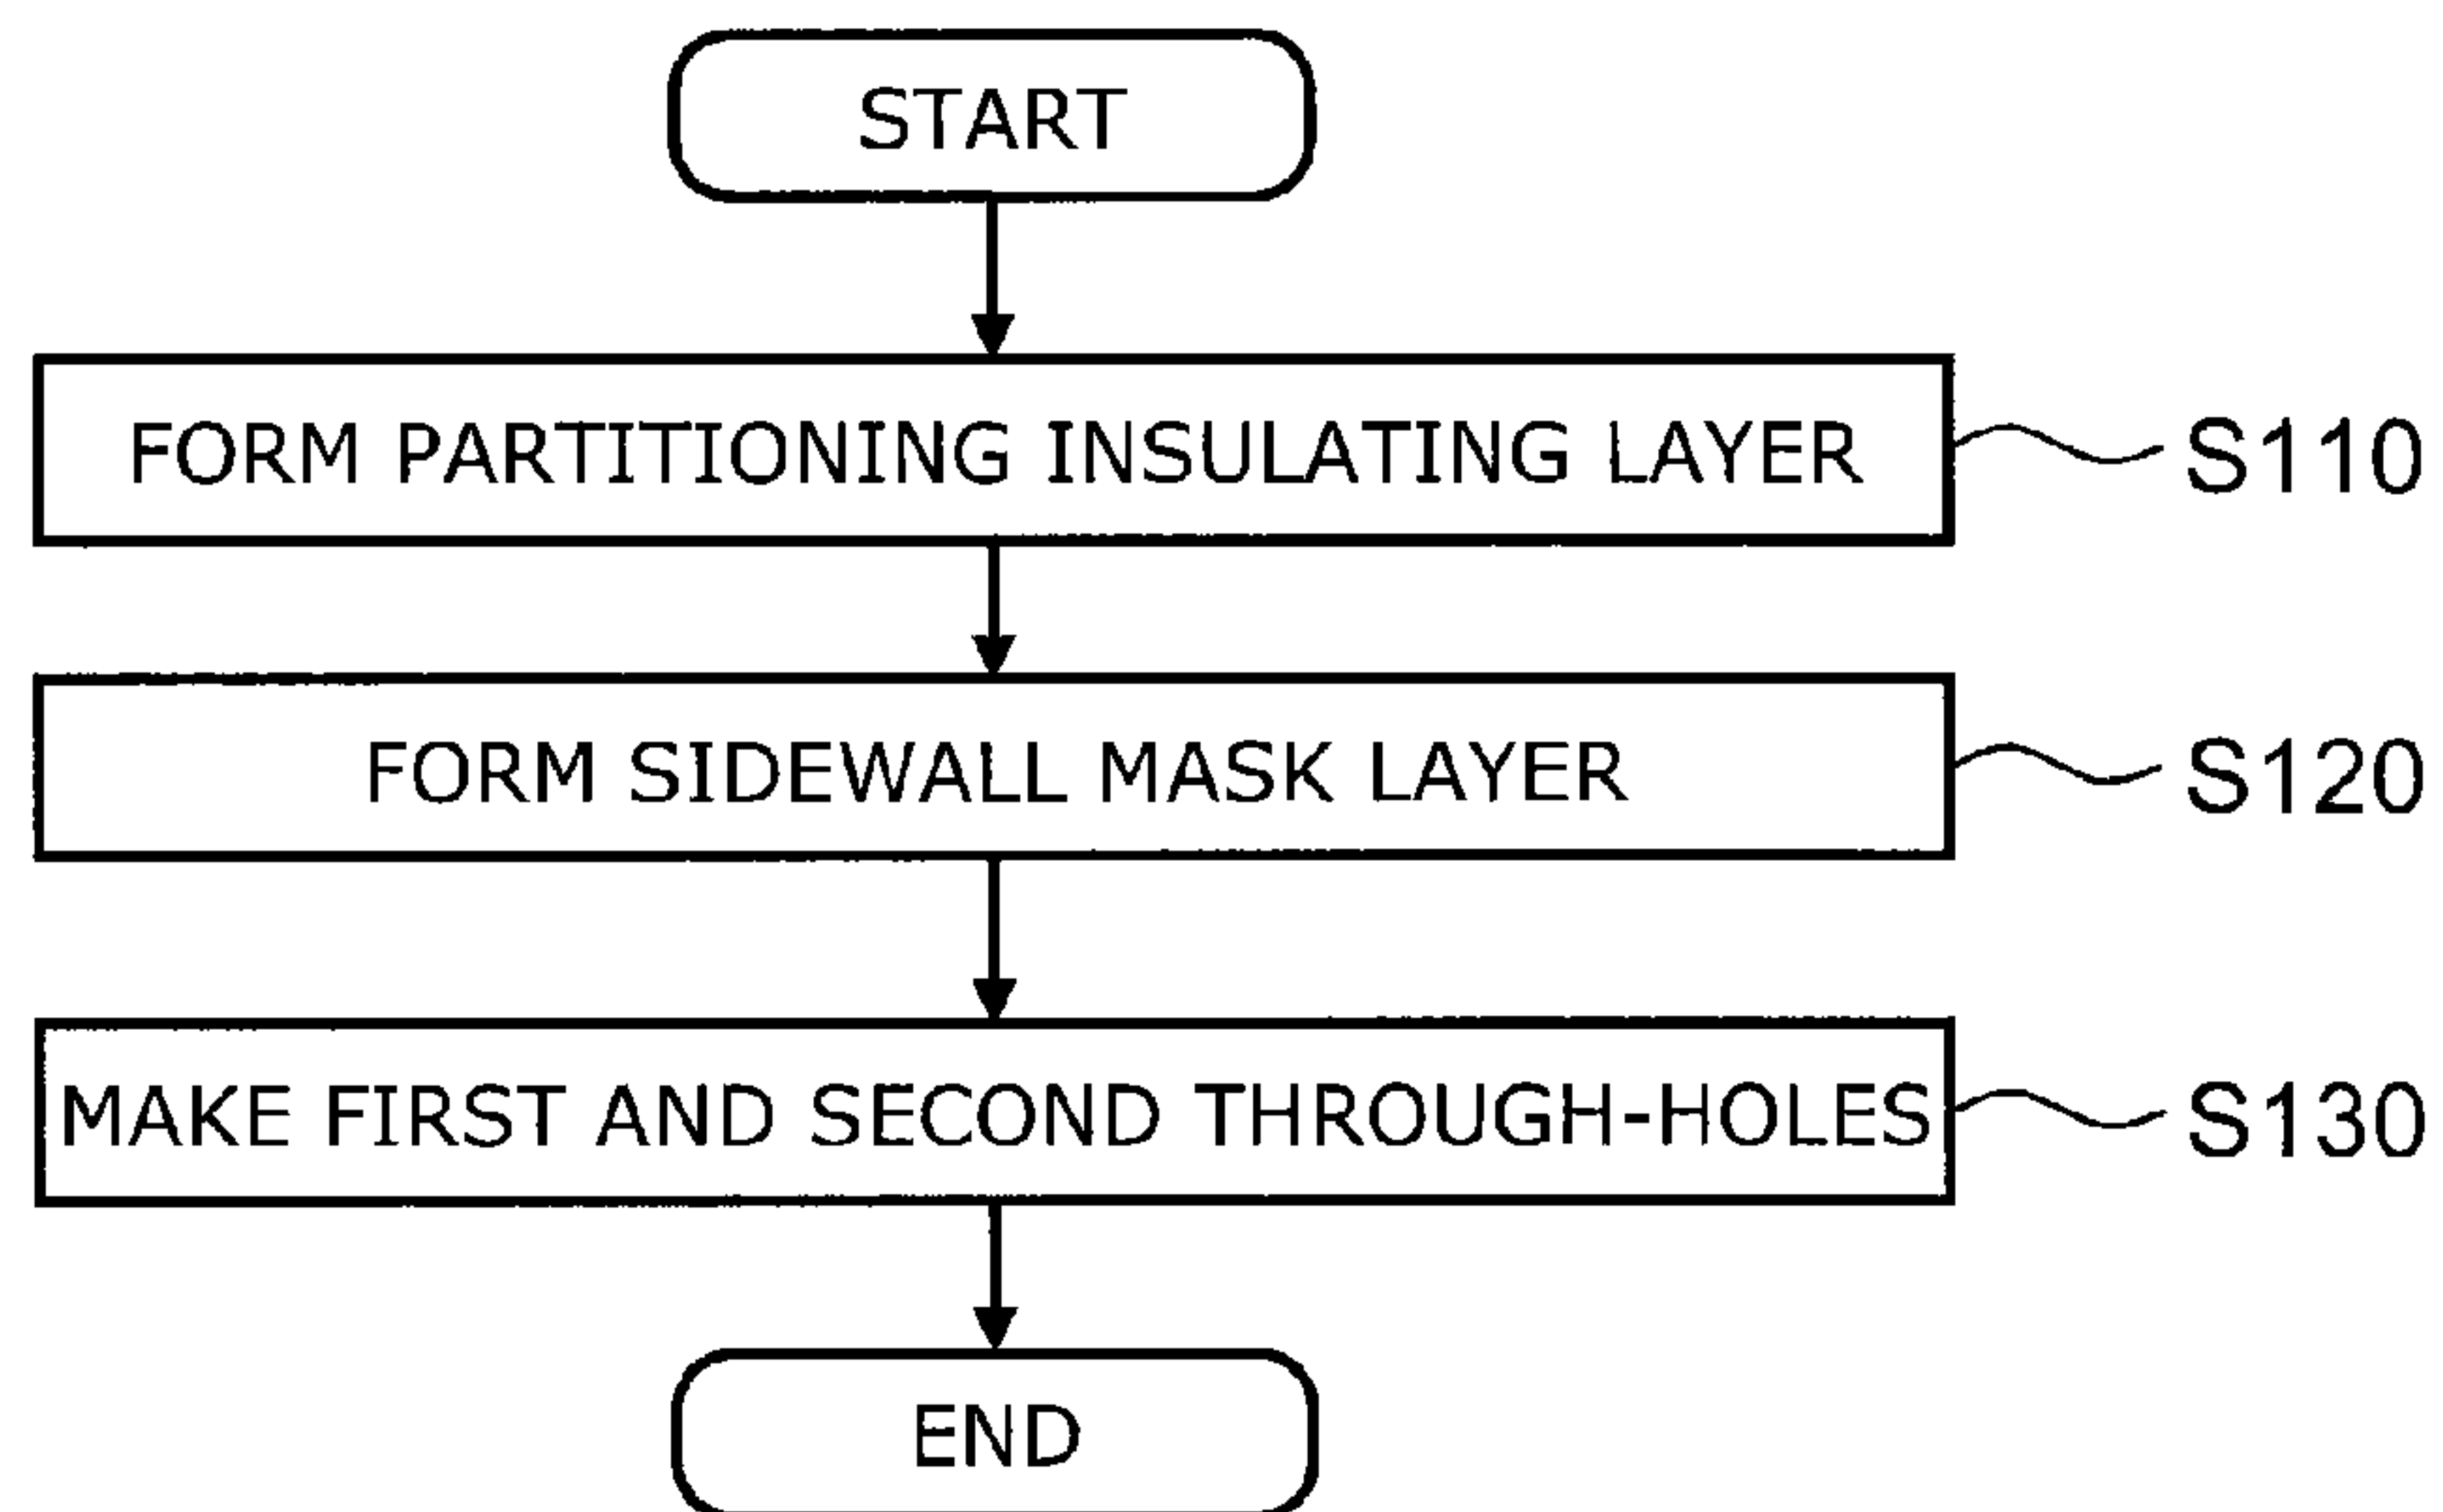 START
FORM PARTITIONING INSULATING LAYER S110
FORM SIDEWALL MASK LAYER S120
MAKE FIRST AND SECOND THROUGH-HOLES S130
END